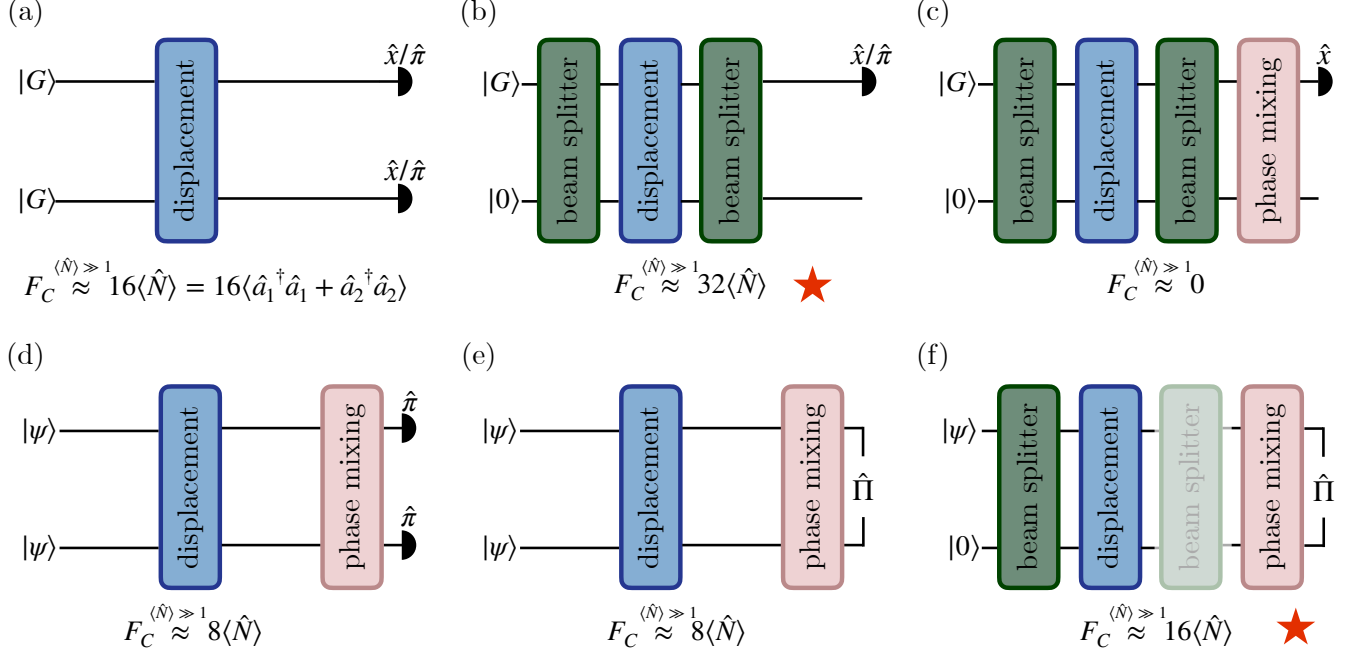 (a)
|G⟩
displacement
x̂/π̂
|G⟩
x̂/π̂
F_C ≈^{⟨N̂⟩ ≫ 1} 16⟨N̂⟩ = 16⟨â₁†â₁ + â₂†â₂⟩
(b)
|G⟩
beam splitter
displacement
beam splitter
x̂/π̂
|0⟩
F_C ≈^{⟨N̂⟩ ≫ 1} 32⟨N̂⟩
(c)
|G⟩
beam splitter
displacement
beam splitter
phase mixing
x̂
|0⟩
F_C ≈^{⟨N̂⟩ ≫ 1} 0
(d)
|ψ⟩
displacement
phase mixing
π̂
|ψ⟩
π̂
F_C ≈^{⟨N̂⟩ ≫ 1} 8⟨N̂⟩
(e)
|ψ⟩
displacement
phase mixing
Π̂
|ψ⟩
F_C ≈^{⟨N̂⟩ ≫ 1} 8⟨N̂⟩
(f)
|ψ⟩
beam splitter
displacement
beam splitter
phase mixing
Π̂
|0⟩
F_C ≈^{⟨N̂⟩ ≫ 1} 16⟨N̂⟩